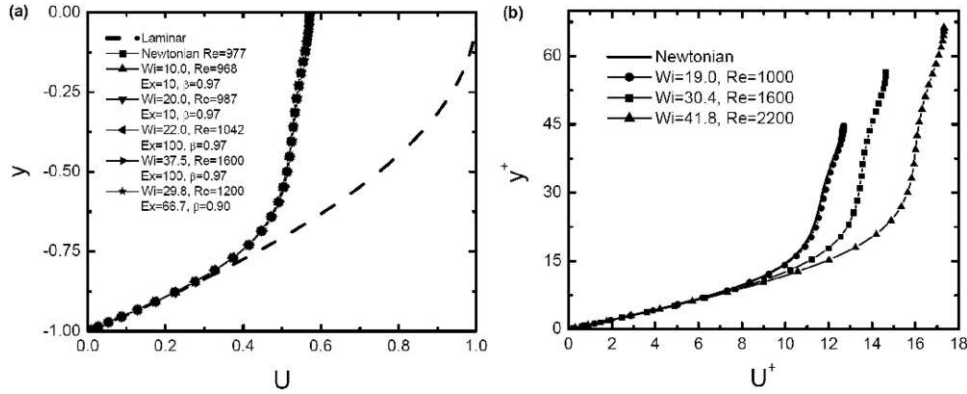 (a)
0.00
-0.25
-0.50
-0.75
-1.00
y
Laminar
Newtonian Re=977
Wi=10.0, Re=968
Ex=10, β=0.97
Wi=20.0, Re=987
Ex=10, β=0.97
Wi=22.0, Re=1042
Ex=100, β=0.97
Wi=37.5, Re=1600
Ex=100, β=0.97
Wi=29.8, Re=1200
Ex=66.7, β=0.90
0.0 0.2 0.4 0.6 0.8 1.0
U
(b)
60
45
30
15
0
y⁺
Newtonian
Wi=19.0, Re=1000
Wi=30.4, Re=1600
Wi=41.8, Re=2200
0 2 4 6 8 10 12 14 16 18
U⁺